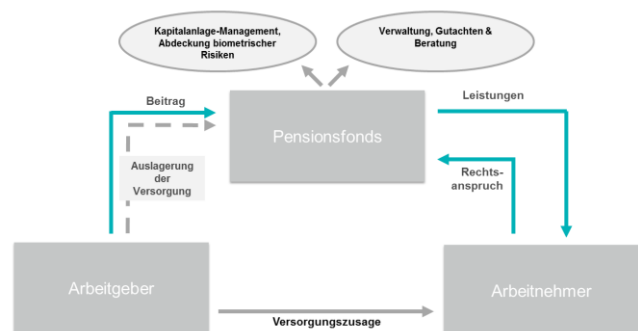 Kapitalanlage-Management,
Abdeckung biometrischer
Risiken
Verwaltung, Gutachten &
Beratung
Beitrag
Leistungen
Pensionsfonds
Auslagerung
der
Versorgung
Rechts-
anspruch
Arbeitgeber
Arbeitnehmer
Versorgungszusage